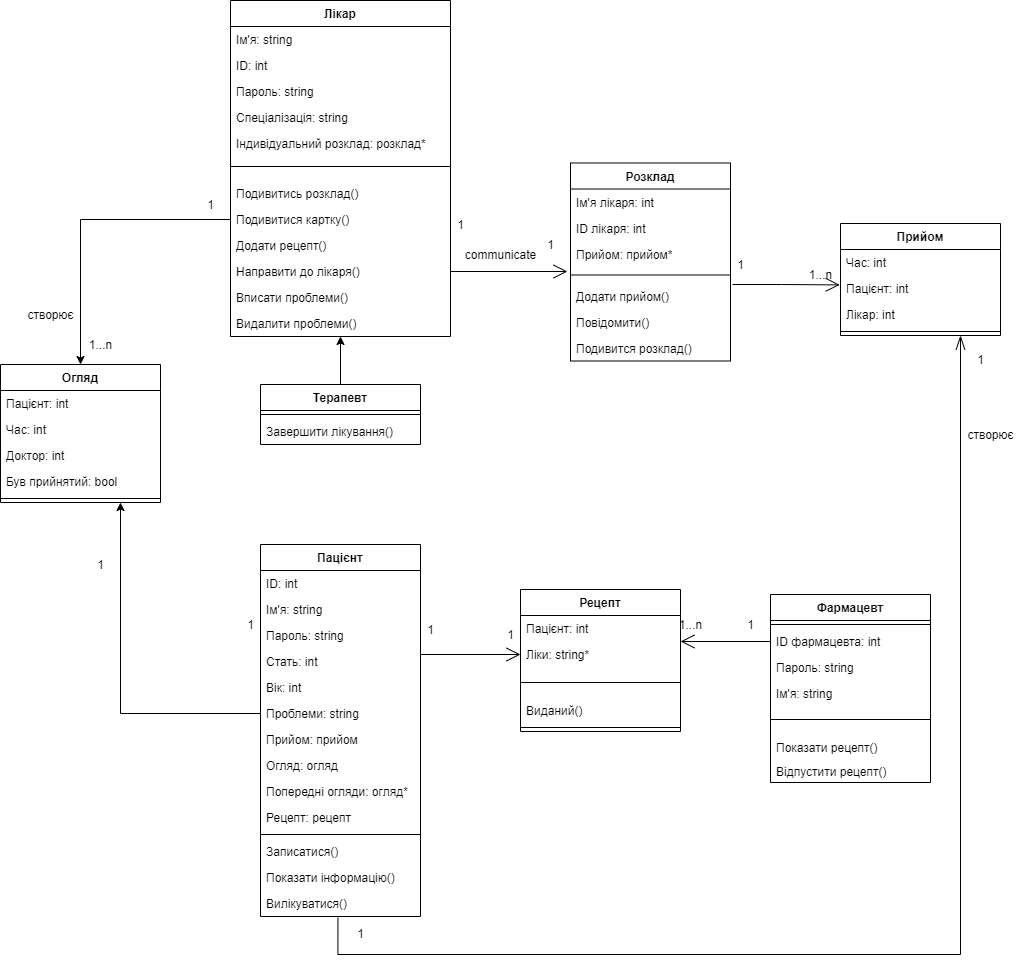 Лікар
Ім'я: string
ID: int
Пароль: string
Спеціалізація: string
Індивідуальний розклад: розклад*
Подивитись розклад()
Подивитися картку()
Додати рецепт()
Направити до лікаря()
Вписати проблеми()
Видалити проблеми()
1
створює
1...n
1
communicate
1
Розклад
Ім'я лікаря: int
ID лікаря: int
Прийом: прийом*
Додати прийом()
Повідомити()
Подивится розклад()
1
1...n
Прийом
Час: int
Пацієнт: int
Лікар: int
1
створює
Огляд
Пацієнт: int
Час: int
Доктор: int
Був прийнятий: bool
Терапевт
Завершити лікування()
1
1
Пацієнт
ID: int
Ім'я: string
Пароль: string
Стать: int
Вік: int
Проблеми: string
Прийом: прийом
Огляд: огляд
Попередні огляди: огляд*
Рецепт: рецепт
Записатися()
Показати інформацію()
Вилікуватися()
1
1
1
Рецепт
Пацієнт: int
Ліки: string*
Виданий()
1...n
1
Фармацевт
ID фармацевта: int
Пароль: string
Ім'я: string
Показати рецепт()
Відпустити рецепт()